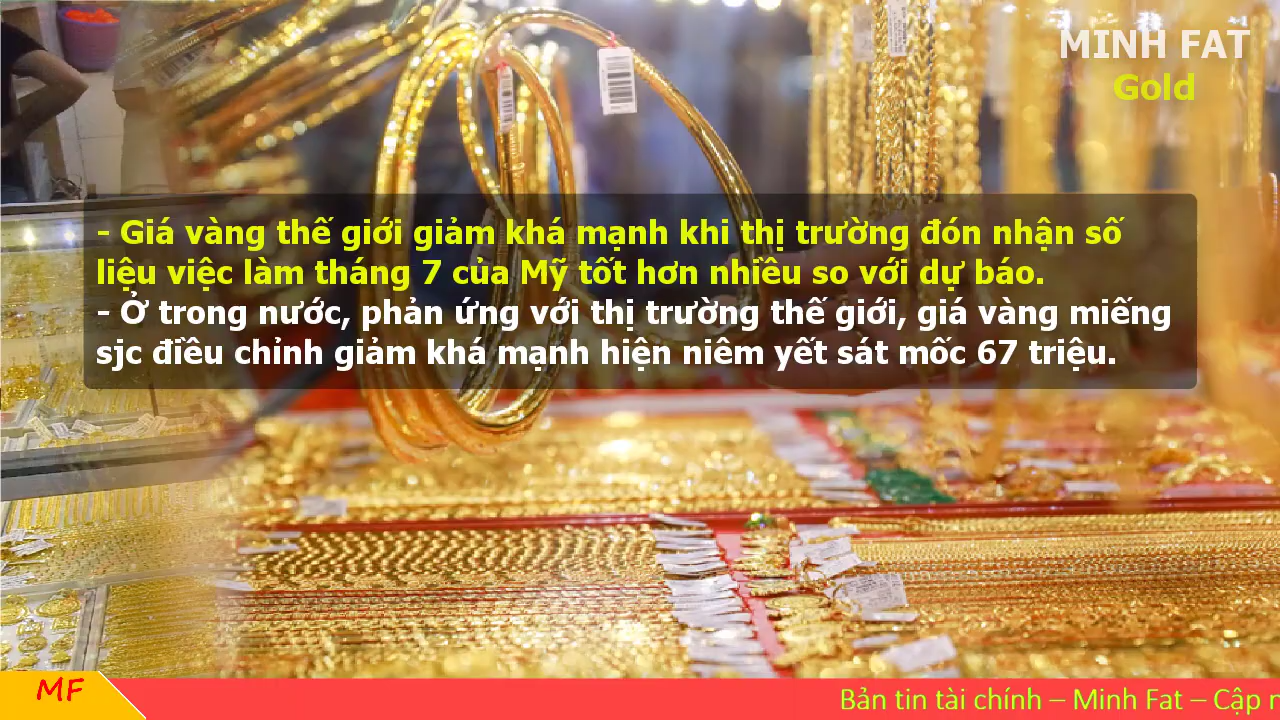 MINH FAT
Gold
- Giá vàng thế giới giảm khá mạnh khi thị trường đón nhận số
liệu việc làm tháng 7 của Mỹ tốt hơn nhiều so với dự báo.
- Ở trong nước, phản ứng với thị trường thế giới, giá vàng miếng
sjc điều chỉnh giảm khá mạnh hiện niêm yết sát mốc 67 triệu.
MF
Bản tin tài chính – Minh Fat – Cập